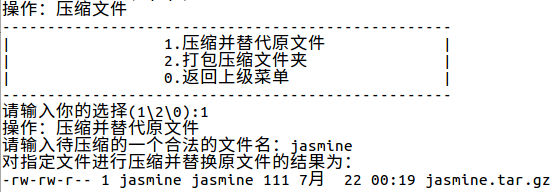 操作：压缩文件
--------------------------------------------------
|                1.压缩并替代原文件                |
|                2.打包压缩文件夹                  |
|                0.返回上级菜单                    |
--------------------------------------------------
请输入你的选择(1\2\0):1
操作：压缩并替代原文件
请输入待压缩的一个合法的文件名：jasmine
对指定文件进行压缩并替换原文件的结果为：
-rw-rw-r-- 1 jasmine jasmine 111 7月  22 00:19 jasmine.tar.gz